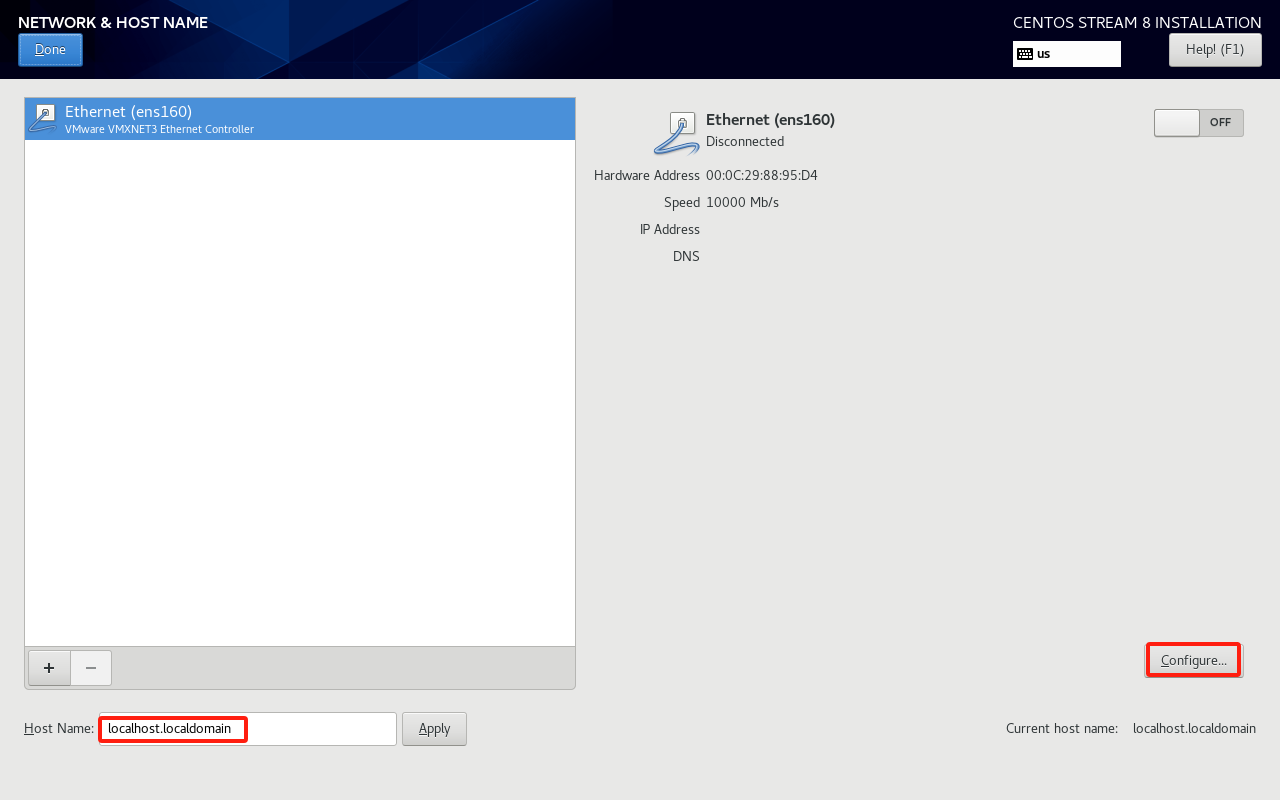 NETWORK & HOST NAME
CENTOS STREAM 8 INSTALLATION
Done
us
Help! (F1)
Ethernet (ens160)
VMware VMXNET3 Ethernet Controller
Ethernet (ens160)
Disconnected
OFF
Hardware Address 00:0C:29:88:95:D4
Speed 10000 Mb/s
IP Address
DNS
+ −
Configure...
Host Name: localhost.localdomain Apply
Current host name: localhost.localdomain